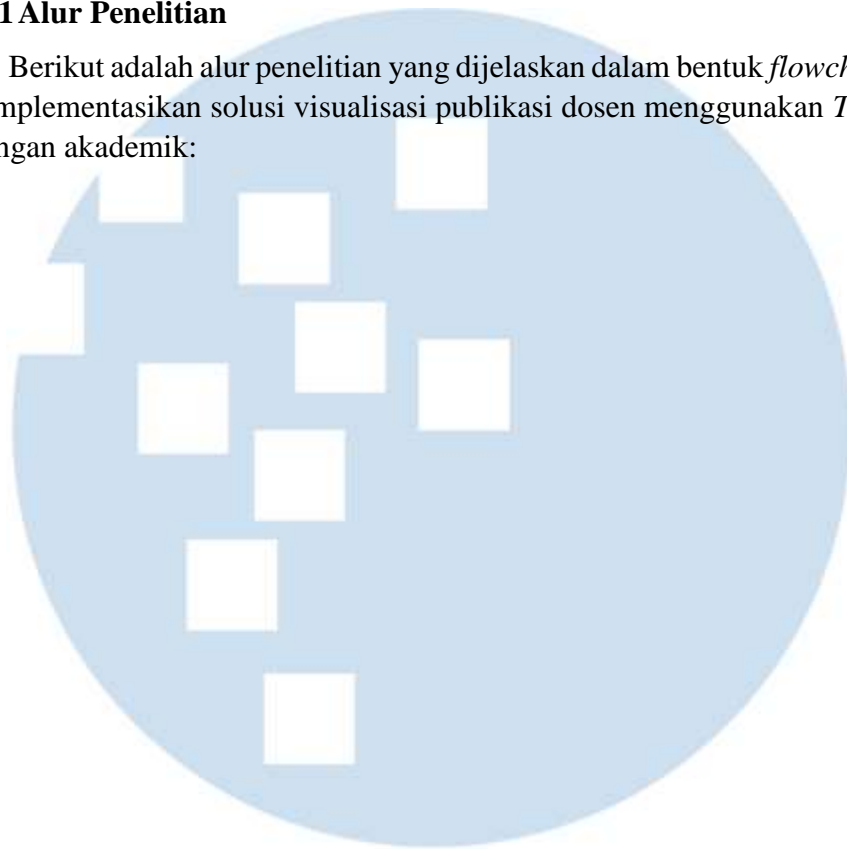 1 Alur Penelitian
Berikut adalah alur penelitian yang dijelaskan dalam bentuk
mplementasikan solusi visualisasi publikasi dosen menggunakan
ngan akademik: